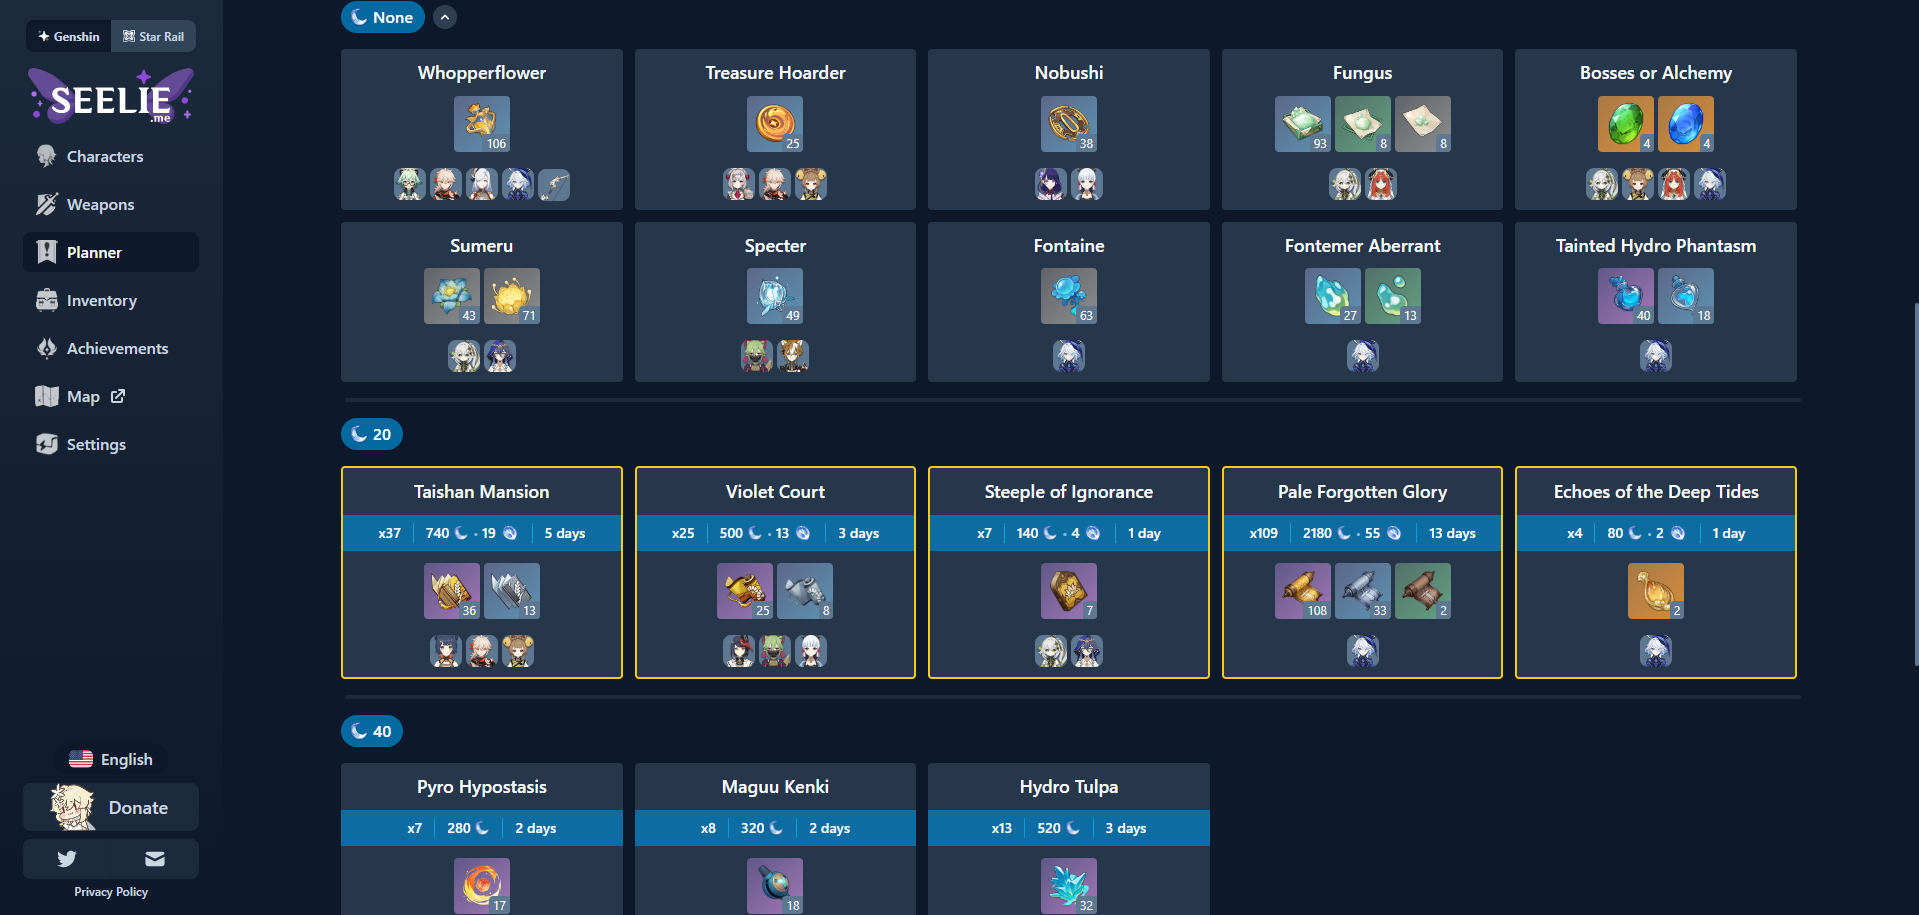 Genshin
Star Rail
SEELIE
.me
Characters
Weapons
Planner
Inventory
Achievements
Map
Settings
English
Donate
Privacy Policy
None
Whopperflower
106
Treasure Hoarder
25
Nobushi
38
Fungus
93 8 8
Bosses or Alchemy
4 4
Sumeru
43 71
Specter
49
Fontaine
63
Fontemer Aberrant
27 13
Tainted Hydro Phantasm
40 18
20
Taishan Mansion
x37 740 · 19 5 days
36 13
Violet Court
x25 500 · 13 3 days
25 8
Steeple of Ignorance
x7 140 · 4 1 day
7
Pale Forgotten Glory
x109 2180 · 55 13 days
108 33 2
Echoes of the Deep Tides
x4 80 · 2 1 day
2
40
Pyro Hypostasis
x7 280 2 days
17
Maguu Kenki
x8 320 2 days
18
Hydro Tulpa
x13 520 3 days
32